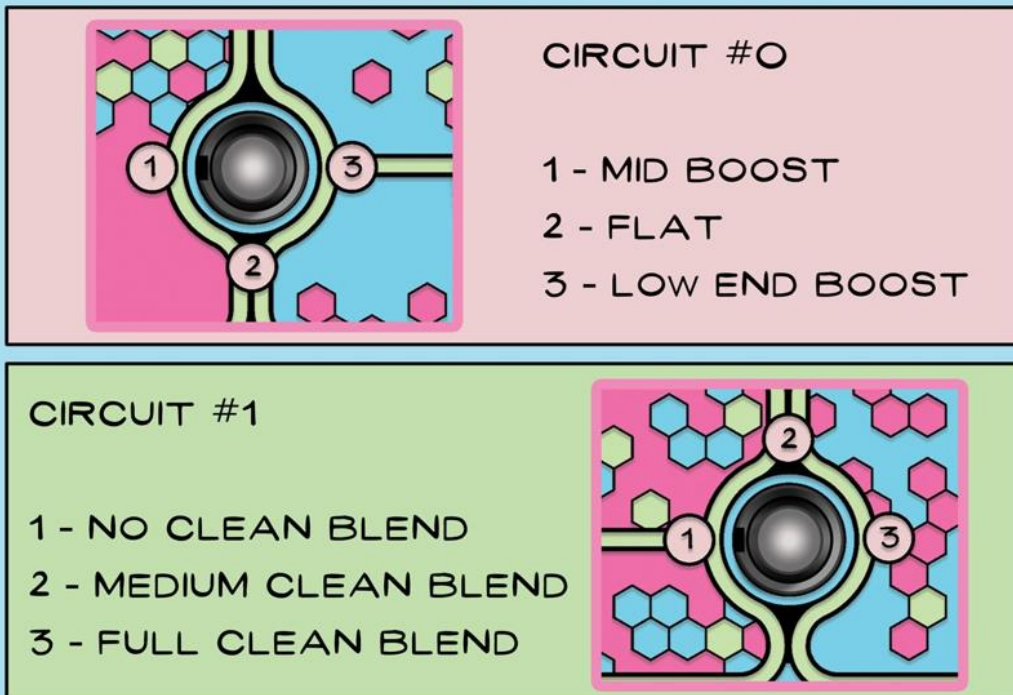 CIRCUIT #0
1 - MID BOOST
2 - FLAT
3 - LOW END BOOST
1
3
2
CIRCUIT #1
1 - NO CLEAN BLEND
2 - MEDIUM CLEAN BLEND
3 - FULL CLEAN BLEND
2
1
3